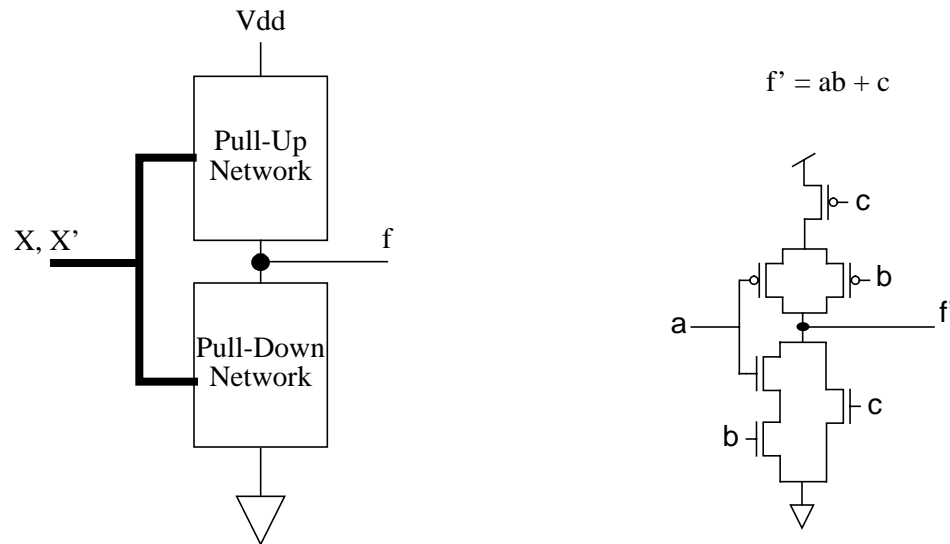 Vdd
Pull-Up
Network
X, X’
f
Pull-Down
Network
f’ = ab + c
c
b
a
f'
c
b